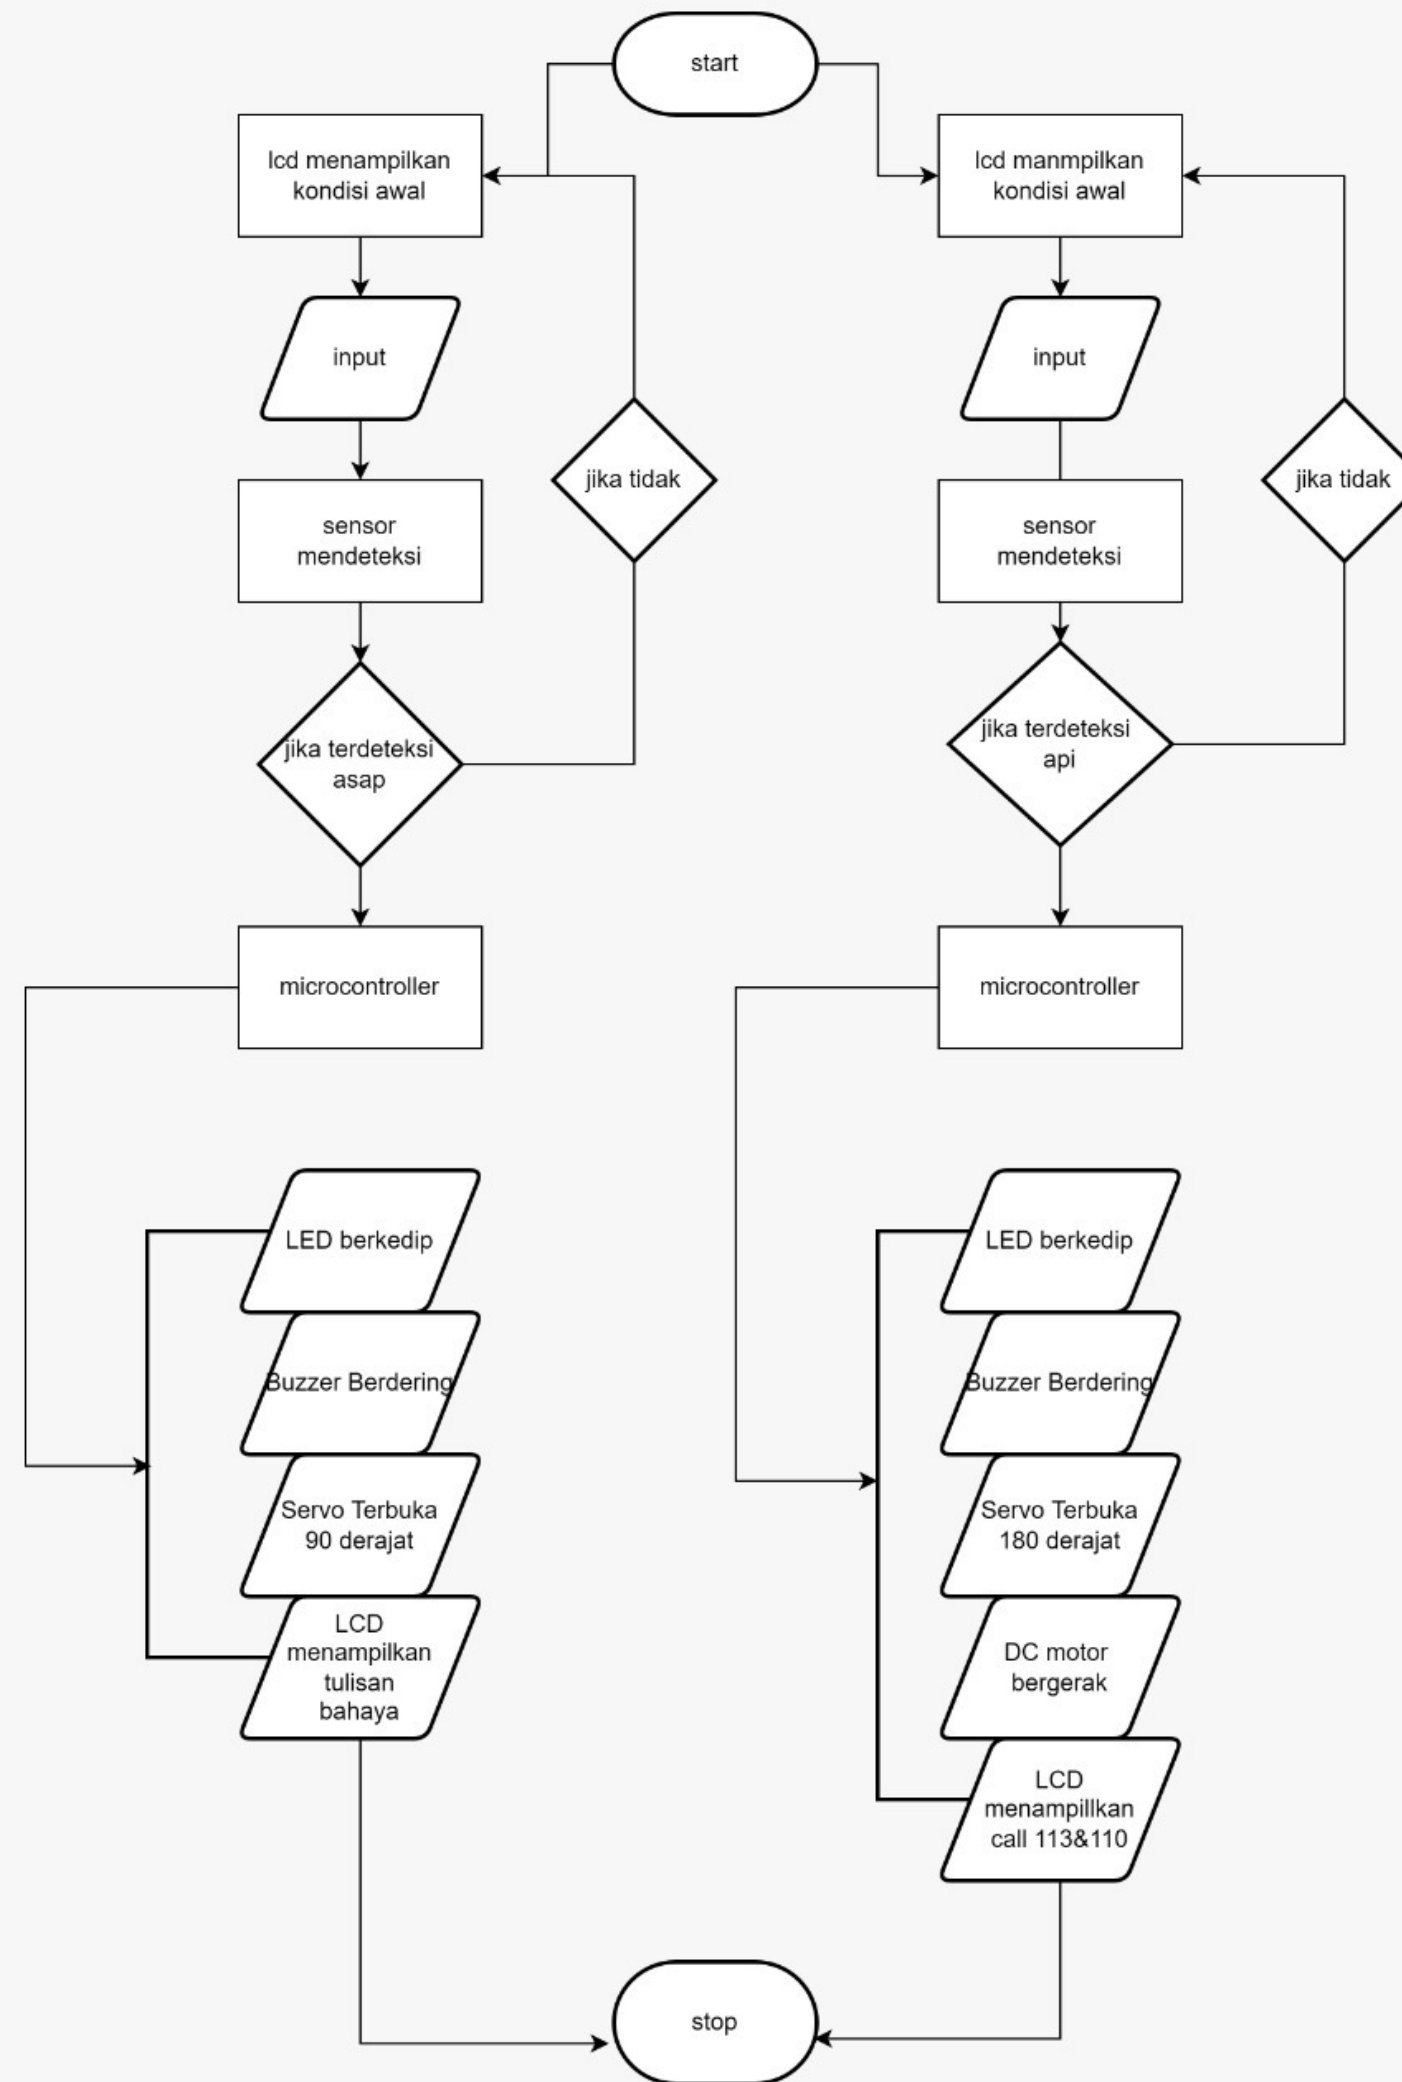 start
lcd menampilkan
kondisi awal
input
jika tidak
sensor
mendeteksi
jika terdeteksi
asap
microcontroller
LED berkedip
Buzzer Berdering
Servo Terbuka
90 derajat
LCD
menampilkan
tulisan
bahaya
lcd manmpilkan
kondisi awal
input
jika tidak
sensor
mendeteksi
jika terdeteksi
api
microcontroller
LED berkedip
Buzzer Berdering
Servo Terbuka
180 derajat
DC motor
bergerak
LCD
menampillkan
call 113&110
stop